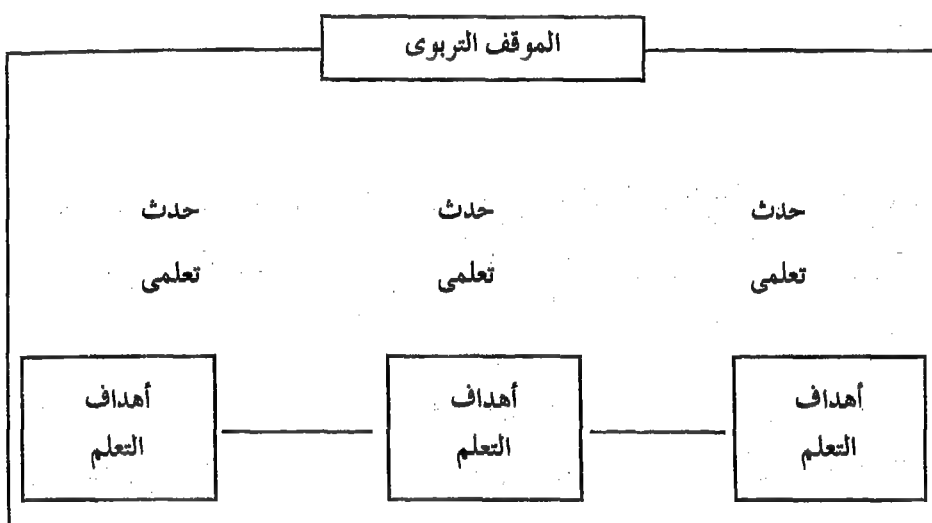 الموقف التربوى
حدث حدث حدث
تعلمى تعلمى تعلمى
أهداف أهداف أهداف
التعلم التعلم التعلم